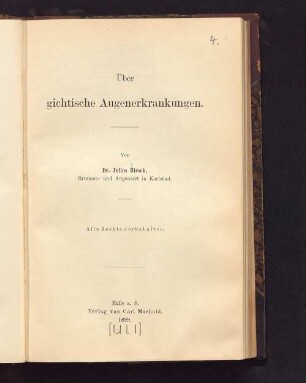 4.
Über
gichtische Augenerkrankungen.
Von
Dr. Julius Hirsch,
Brunnen- und Augenarzt in Karlsbad.
Alle Rechte vorbehalten.
Halle a. S.
Verlag von Carl Marhold.
1899.